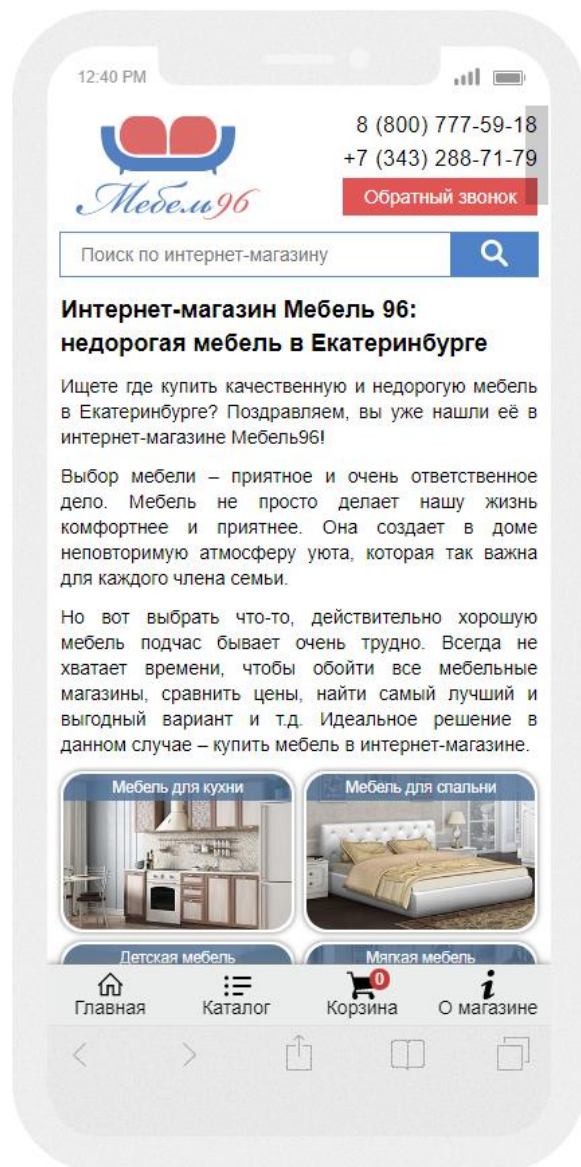 12:40 PM
8 (800) 777-59-18
+7 (343) 288-71-79
Мебель96
Обратный звонок
Поиск по интернет-магазину
Интернет-магазин Мебель 96:
недорогая мебель в Екатеринбурге
Ищете где купить качественную и недорогую мебель
в Екатеринбурге? Поздравляем, вы уже нашли её в
интернет-магазине Мебель96!
Выбор мебели – приятное и очень ответственное
дело. Мебель не просто делает нашу жизнь
комфортнее и приятнее. Она создает в доме
неповторимую атмосферу уюта, которая так важна
для каждого члена семьи.
Но вот выбрать что-то, действительно хорошую
мебель подчас бывает очень трудно. Всегда не
хватает времени, чтобы обойти все мебельные
магазины, сравнить цены, найти самый лучший и
выгодный вариант и т.д. Идеальное решение в
данном случае – купить мебель в интернет-магазине.
Мебель для кухни
Мебель для спальни
Детская мебель
Мягкая мебель
0
Главная
Каталог
Корзина
О магазине